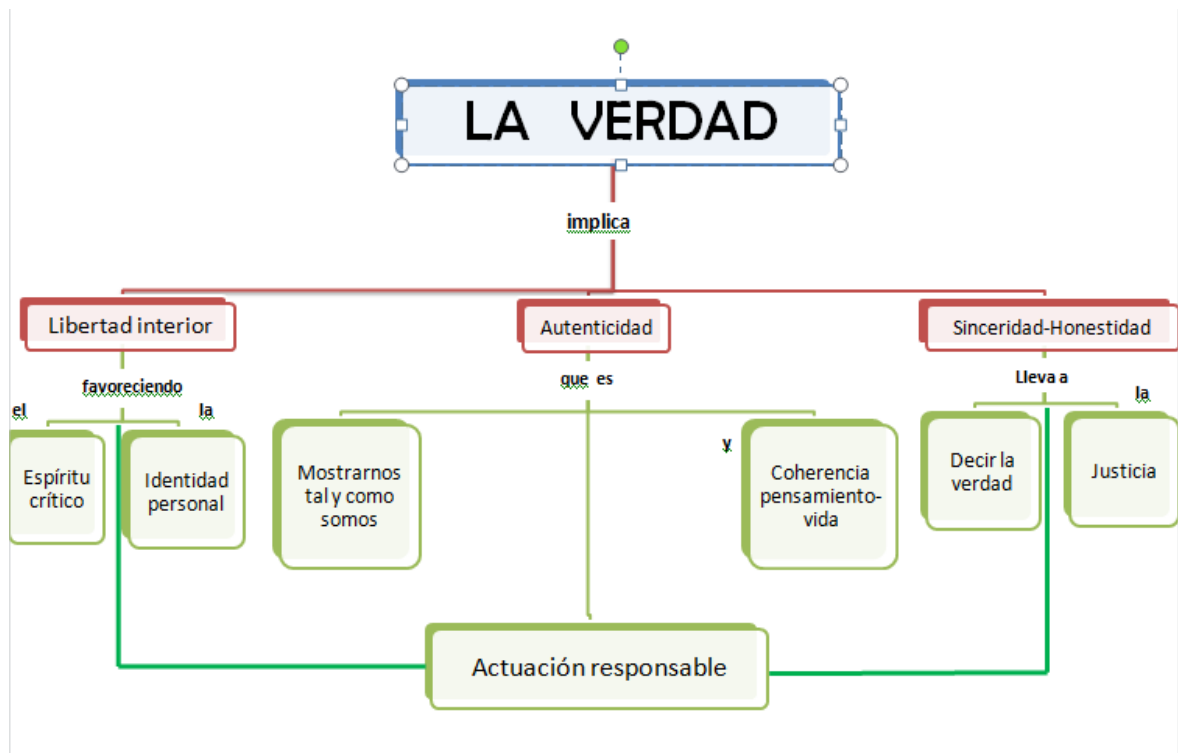 LA VERDAD
implica
Libertad interior
Autenticidad
Sinceridad-Honestidad
favoreciendo
que es
Lleva a
el
la
y
la
Espíritu
crítico
Identidad
personal
Mostrarnos
tal y como
somos
Coherencia
pensamiento-
vida
Decir la
verdad
Justicia
Actuación responsable